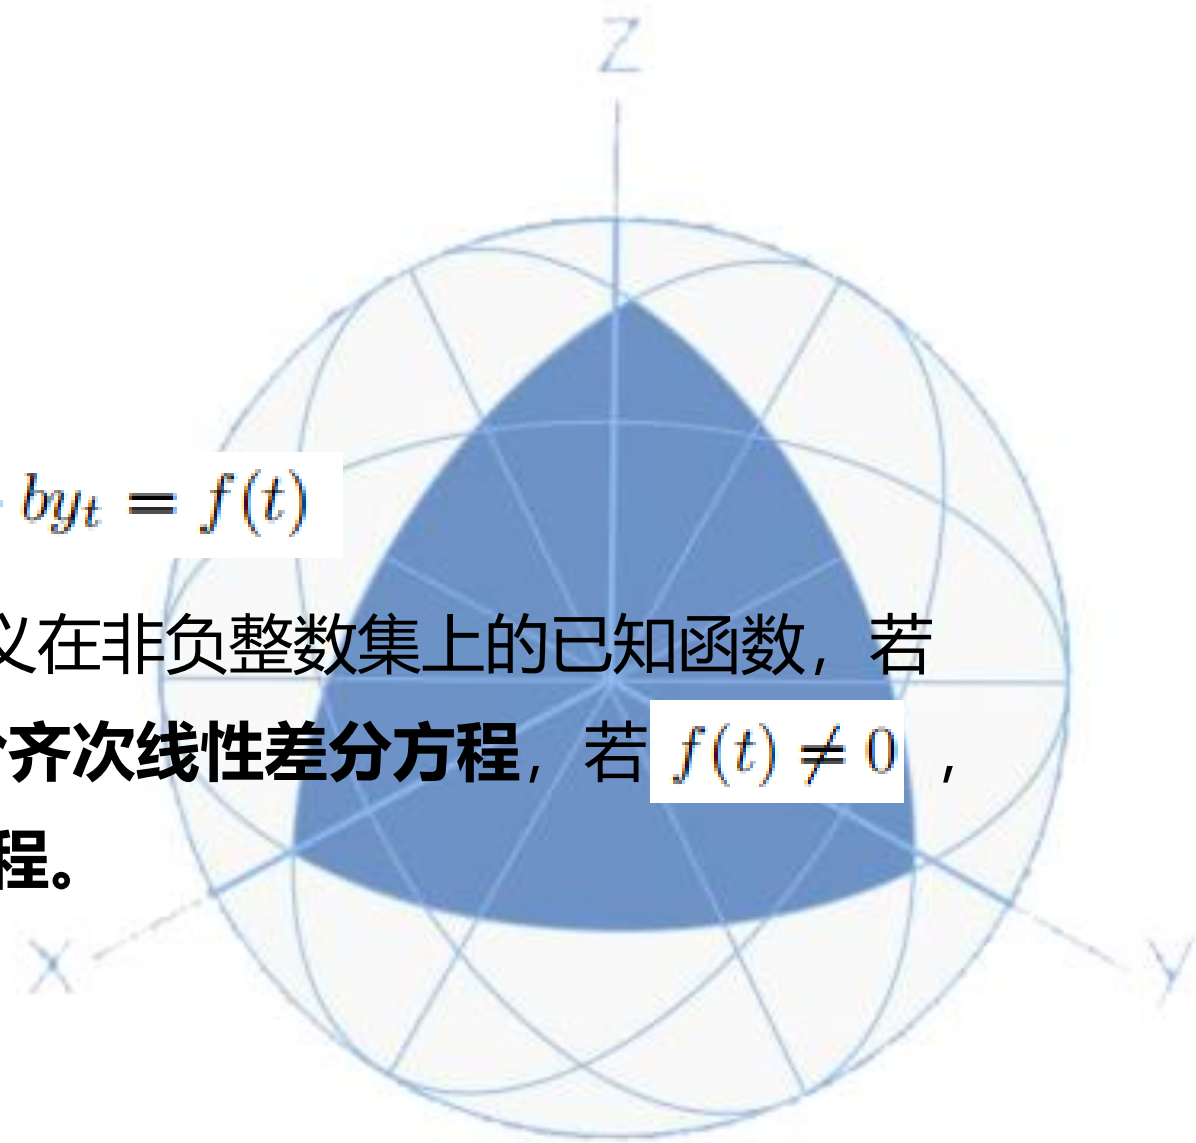 Z
by_t = f(t)
义在非负整数集上的已知函数，若
齐次线性差分方程，若 f(t) ≠ 0 ，
程。
X
Y